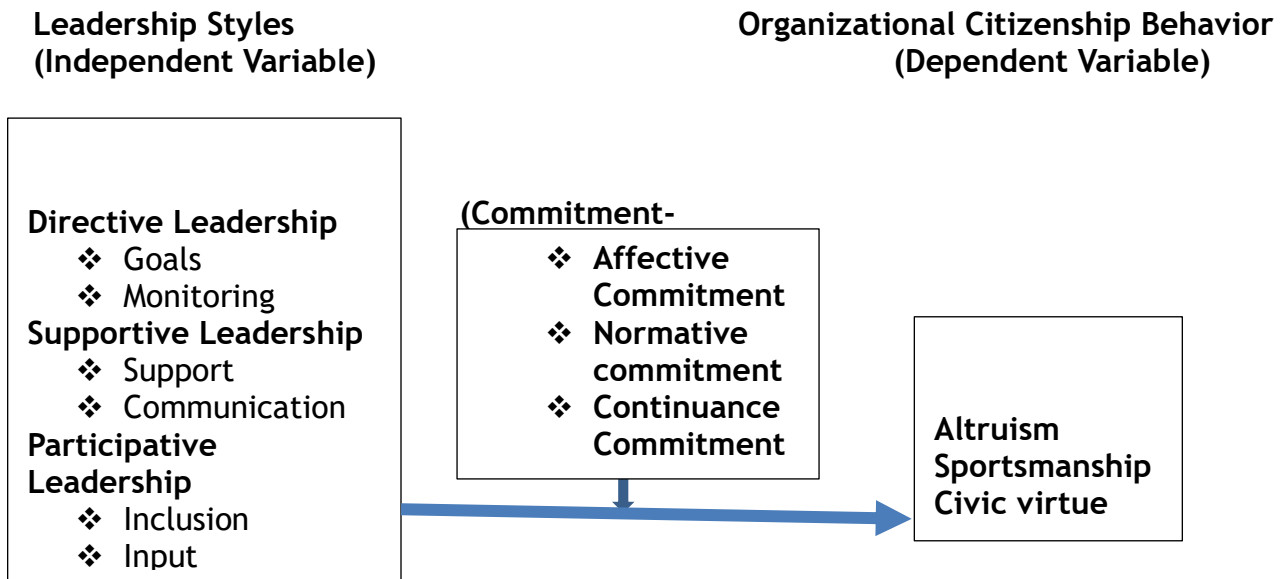 Leadership Styles
(Independent Variable)
Organizational Citizenship Behavior
(Dependent Variable)
Directive Leadership
❖ Goals
❖ Monitoring
Supportive Leadership
❖ Support
❖ Communication
Participative
Leadership
❖ Inclusion
❖ Input
(Commitment-
❖ Affective
Commitment
❖ Normative
commitment
❖ Continuance
Commitment
Altruism
Sportsmanship
Civic virtue